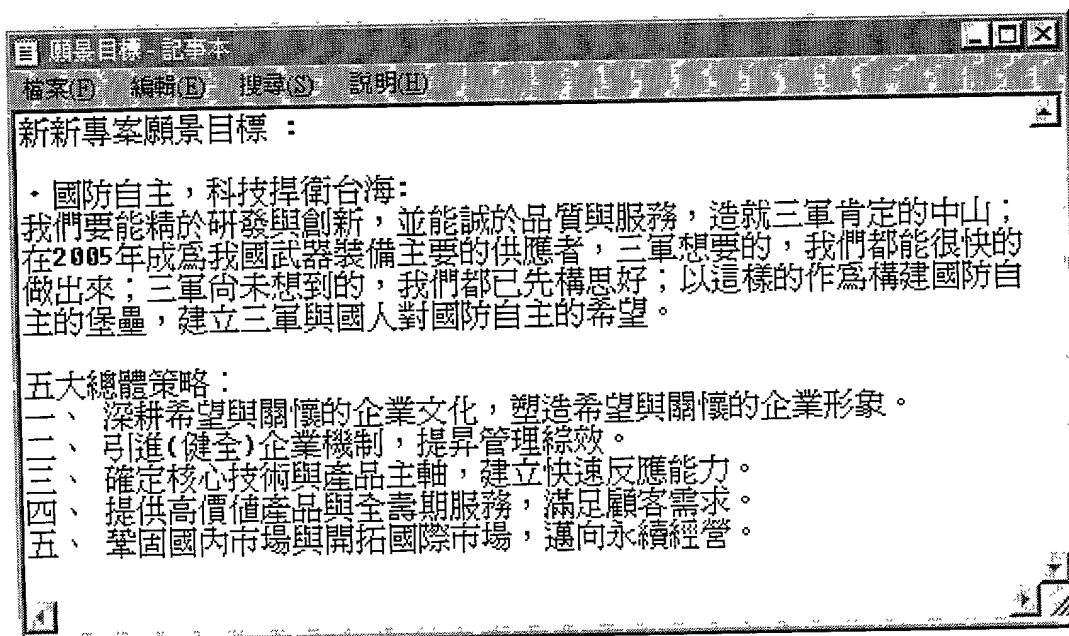 願景目標 - 記事本
檔案(F) 編輯(E) 搜尋(S) 說明(H)
新新專案願景目標：
・國防自主，科技捍衛台海:
我們要能精於研發與創新，並能誠於品質與服務，造就三軍肯定的中山；
在2005年成為我國武器裝備主要的供應者，三軍想要的，我們都能很快的
做出來；三軍尚未想到的，我們都已先構思好；以這樣的作為構建國防自
主的堡壘，建立三軍與國人對國防自主的希望。
五大總體策略：
一、 深耕希望與關懷的企業文化，塑造希望與關懷的企業形象。
二、 引進(健全)企業機制，提昇管理綜效。
三、 確定核心技術與產品主軸，建立快速反應能力。
四、 提供高價值產品與全壽期服務，滿足顧客需求。
五、 鞏固國內市場與開拓國際市場，邁向永續經營。